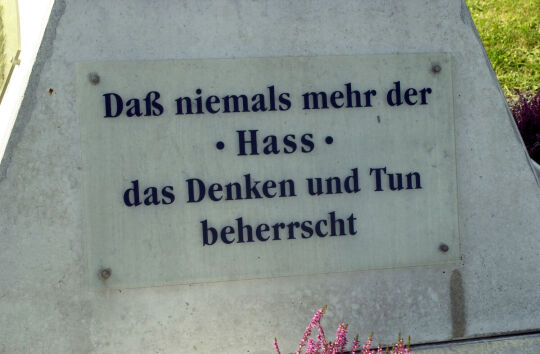 Daß niemals mehr der
• Hass •
das Denken und Tun
beherrscht